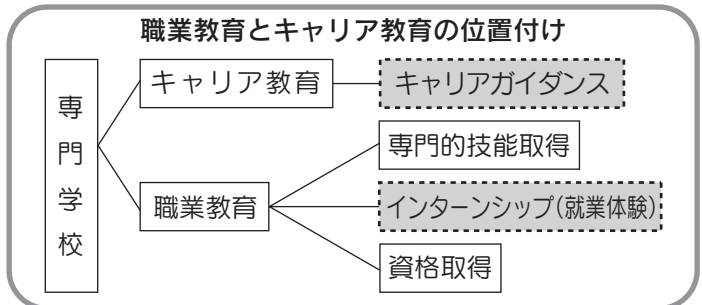 職業教育とキャリア教育の位置付け
専門学校
キャリア教育
キャリアガイダンス
職業教育
専門的技能取得
インターンシップ(就業体験)
資格取得